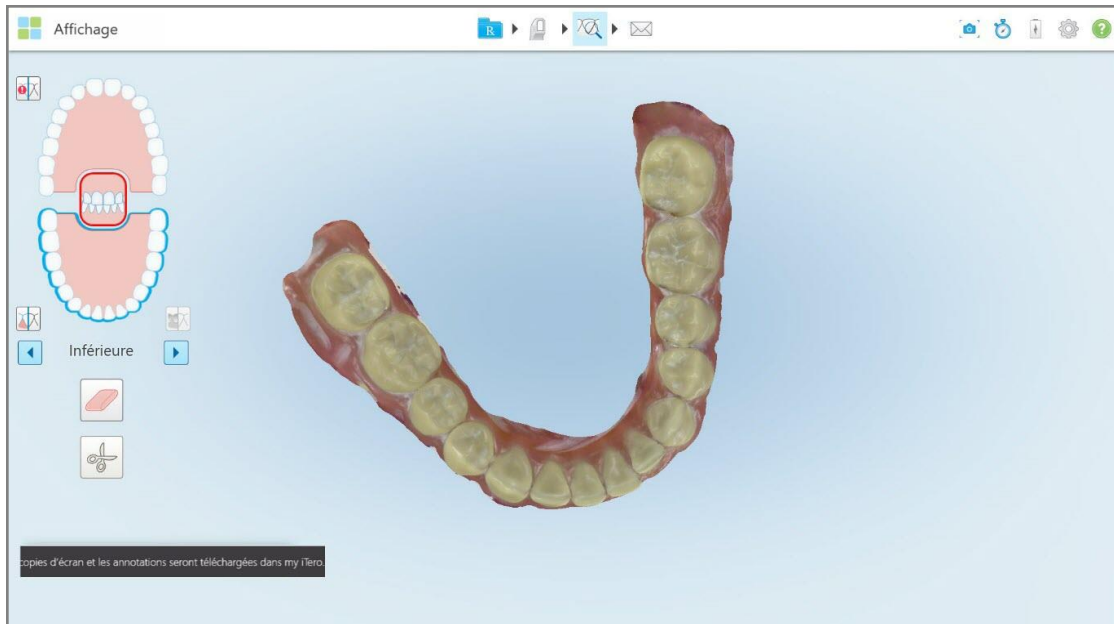 Affichage
R
?
Inférieure
copies d'écran et les annotations seront téléchargées dans my iTero.